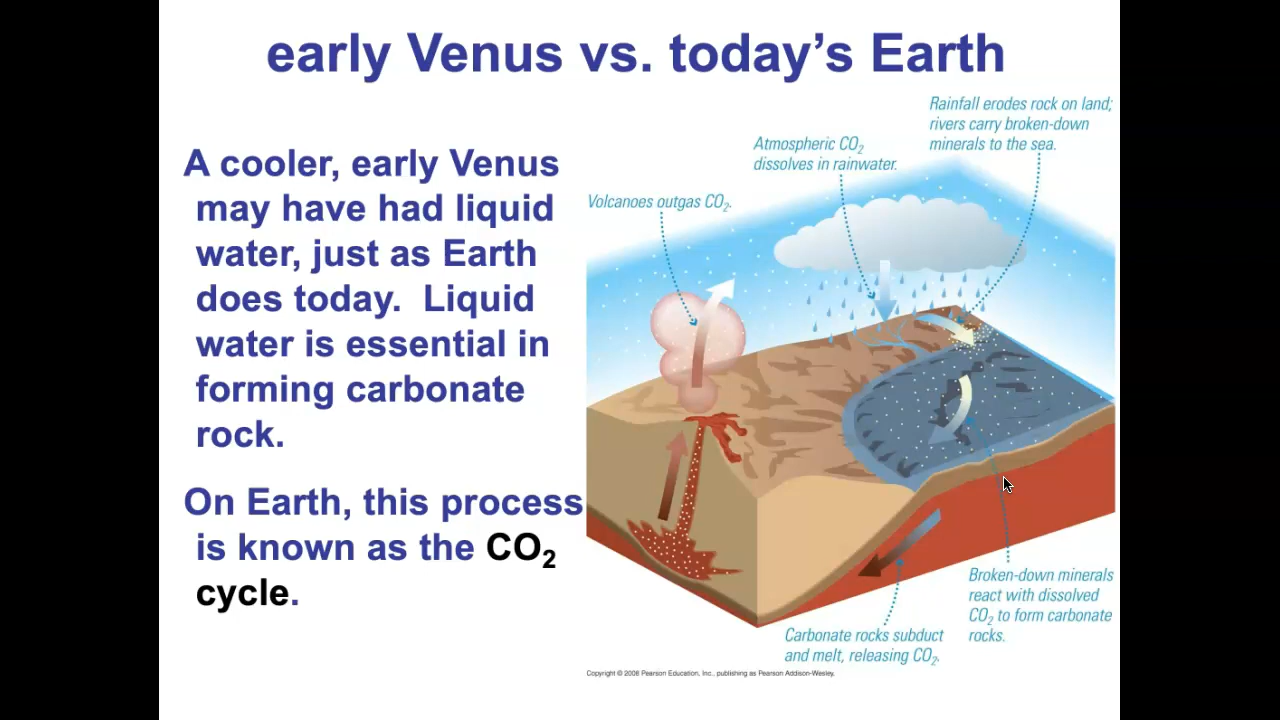 early Venus vs. today's Earth
A cooler, early Venus
may have had liquid
water, just as Earth
does today.  Liquid
water is essential in
forming carbonate
rock.
On Earth, this process
is known as the CO₂
cycle.
Volcanoes outgas CO₂.
Atmospheric CO₂
dissolves in rainwater.
Rainfall erodes rock on land;
rivers carry broken-down
minerals to the sea.
Broken-down minerals
react with dissolved
CO₂ to form carbonate
rocks.
Carbonate rocks subduct
and melt, releasing CO₂.
Copyright © 2006 Pearson Education, Inc., publishing as Pearson Addison-Wesley.